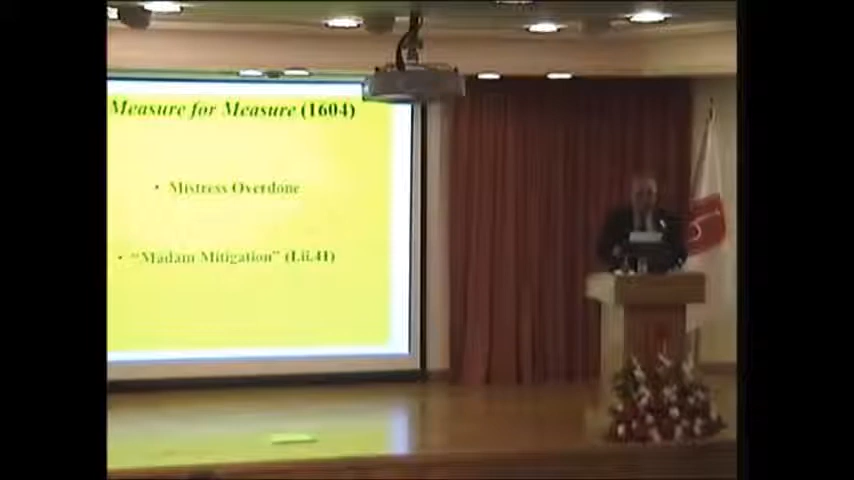 Measure for Measure (1604)
• Mistress Overdone
• “Madam Mitigation” (I.ii.41)